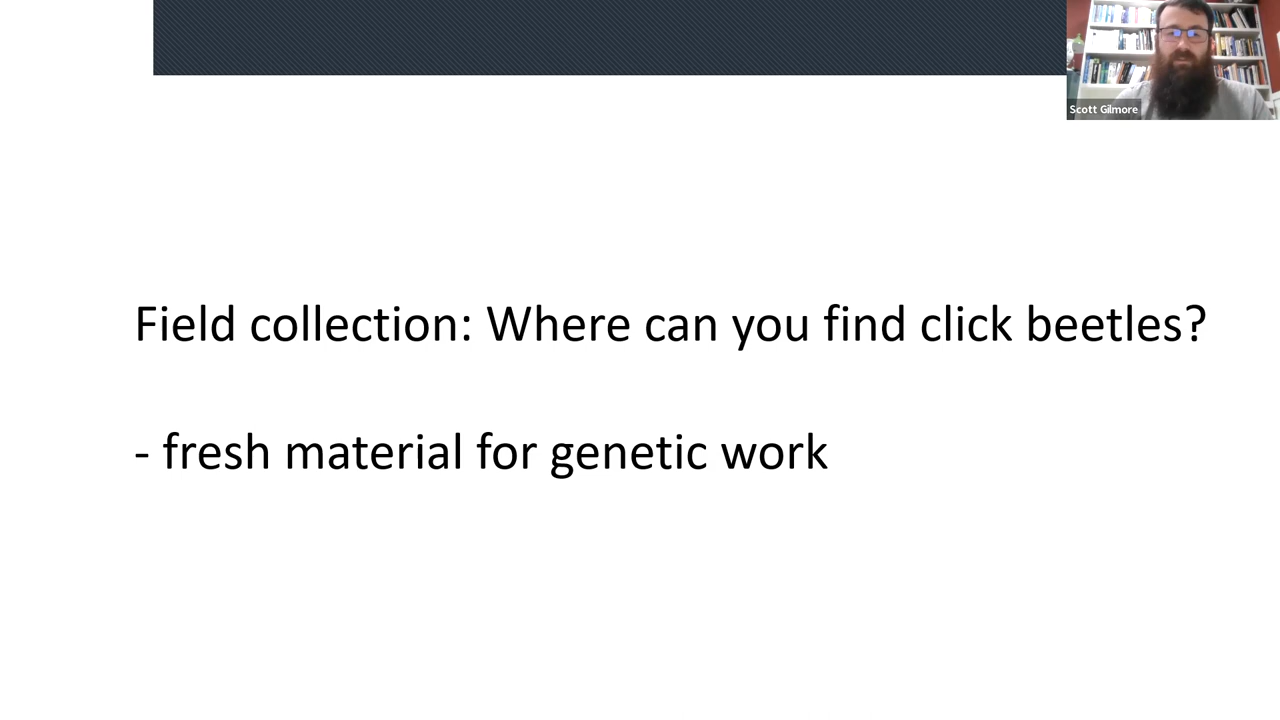 Scott Gilmore
Field collection: Where can you find click beetles?
- fresh material for genetic work